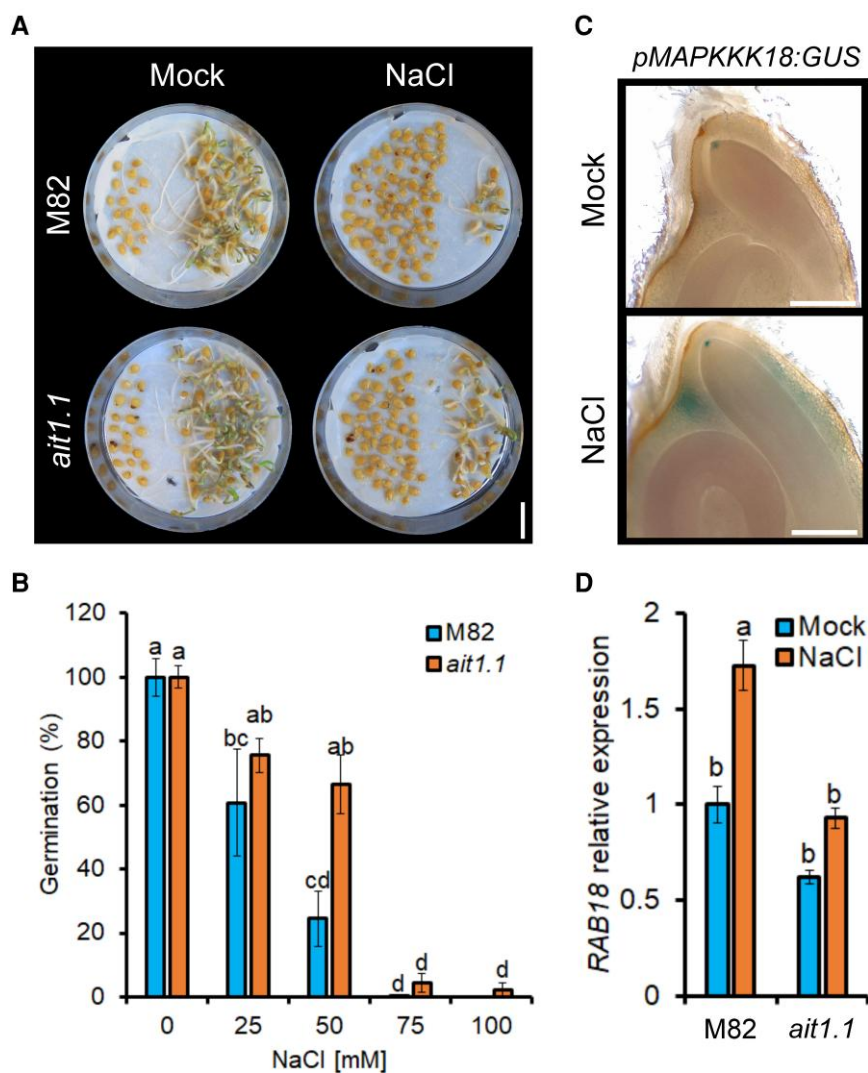 A
Mock NaCl
M82
ait1.1
C
pMAPKKK18:GUS
Mock
NaCl
B
120
100
80
60
40
20
0
Germination (%)
a a
bc ab
cd ab
d d
d
M82
ait1.1
0 25 50 75 100
NaCl [mM]
D
2
1.5
1
0.5
0
RAB18 relative expression
b a
b b
Mock
NaCl
M82 ait1.1